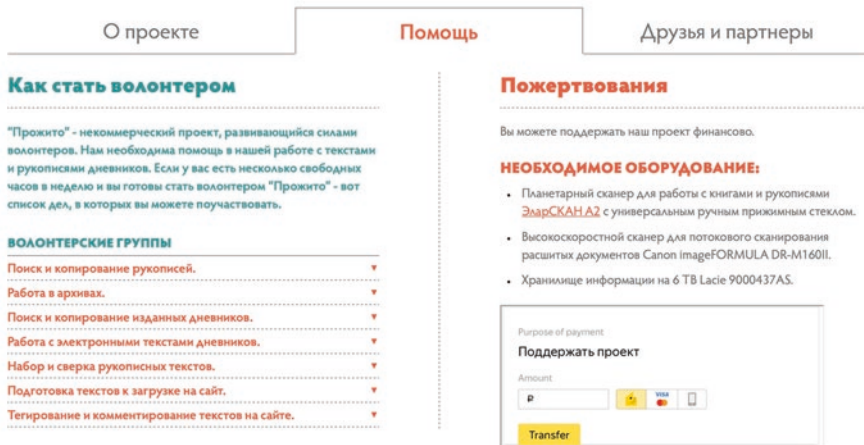 О проекте
Помощь
Друзья и партнеры
Как стать волонтером
"Прожито" - некоммерческий проект, развивающийся силами
волонтеров. Нам необходима помощь в нашей работе с текстами
и рукописями дневников. Если у вас есть несколько свободных
часов в неделю и вы готовы стать волонтером "Прожито" - вот
список дел, в которых вы можете поучаствовать.
ВОЛОНТЕРСКИЕ ГРУППЫ
Поиск и копирование рукописей.
Работа в архивах.
Поиск и копирование изданных дневников.
Работа с электронными текстами дневников.
Набор и сверка рукописных текстов.
Подготовка текстов к загрузке на сайт.
Тегирование и комментирование текстов на сайте.
Пожертвования
Вы можете поддержать наш проект финансово.
НЕОБХОДИМОЕ ОБОРУДОВАНИЕ:
• Планетарный сканер для работы с книгами и рукописями
ЭларСКАН А2 с универсальным ручным прижимным стеклом.
• Высокоскоростной сканер для потокового сканирования
расшитых документов Canon imageFORMULA DR-M160II.
• Хранилище информации на 6 ТВ Lacie 9000437AS.
Purpose of payment
Поддержать проект
Amount
₽
VISA
Transfer